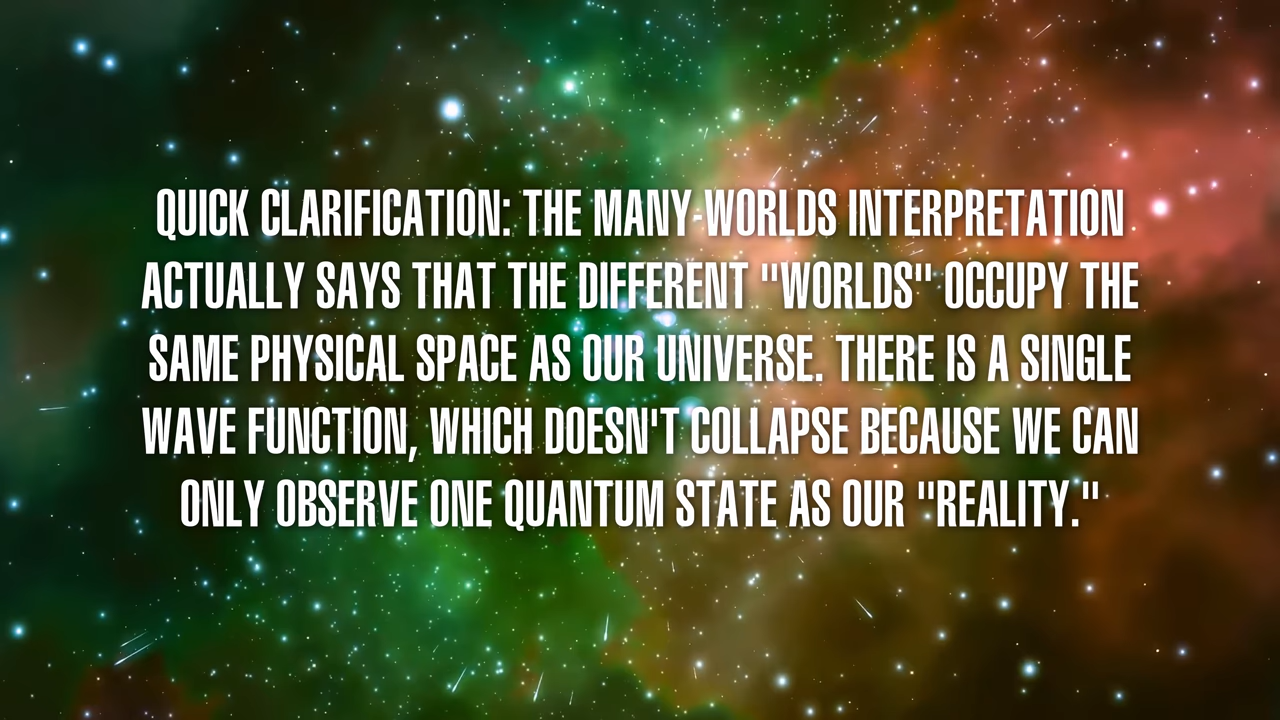 QUICK CLARIFICATION: THE MANY-WORLDS INTERPRETATION
ACTUALLY SAYS THAT THE DIFFERENT "WORLDS" OCCUPY THE
SAME PHYSICAL SPACE AS OUR UNIVERSE. THERE IS A SINGLE
WAVE FUNCTION, WHICH DOESN'T COLLAPSE BECAUSE WE CAN
ONLY OBSERVE ONE QUANTUM STATE AS OUR "REALITY."